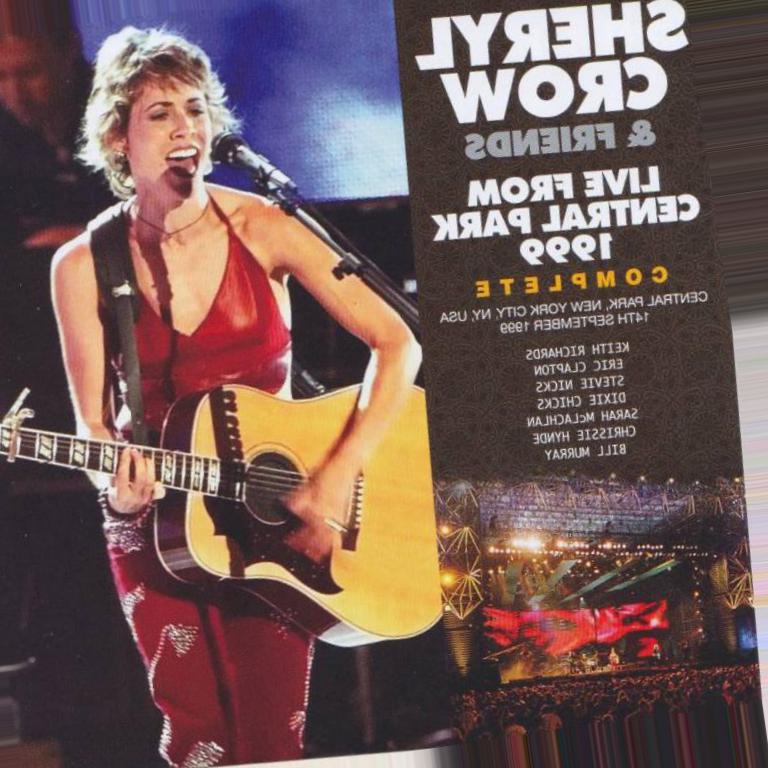 SHERYL
CROW
& FRIENDS
LIVE FROM
CENTRAL PARK
1999
COMPLETE
CENTRAL PARK, NEW YORK CITY, NY, USA
14TH SEPTEMBER 1999
KEITH RICHARDS
ERIC CLAPTON
STEVIE NICKS
DIXIE CHICKS
SARAH McLACHLAN
CHRISSIE HYNDE
BILL MURRAY